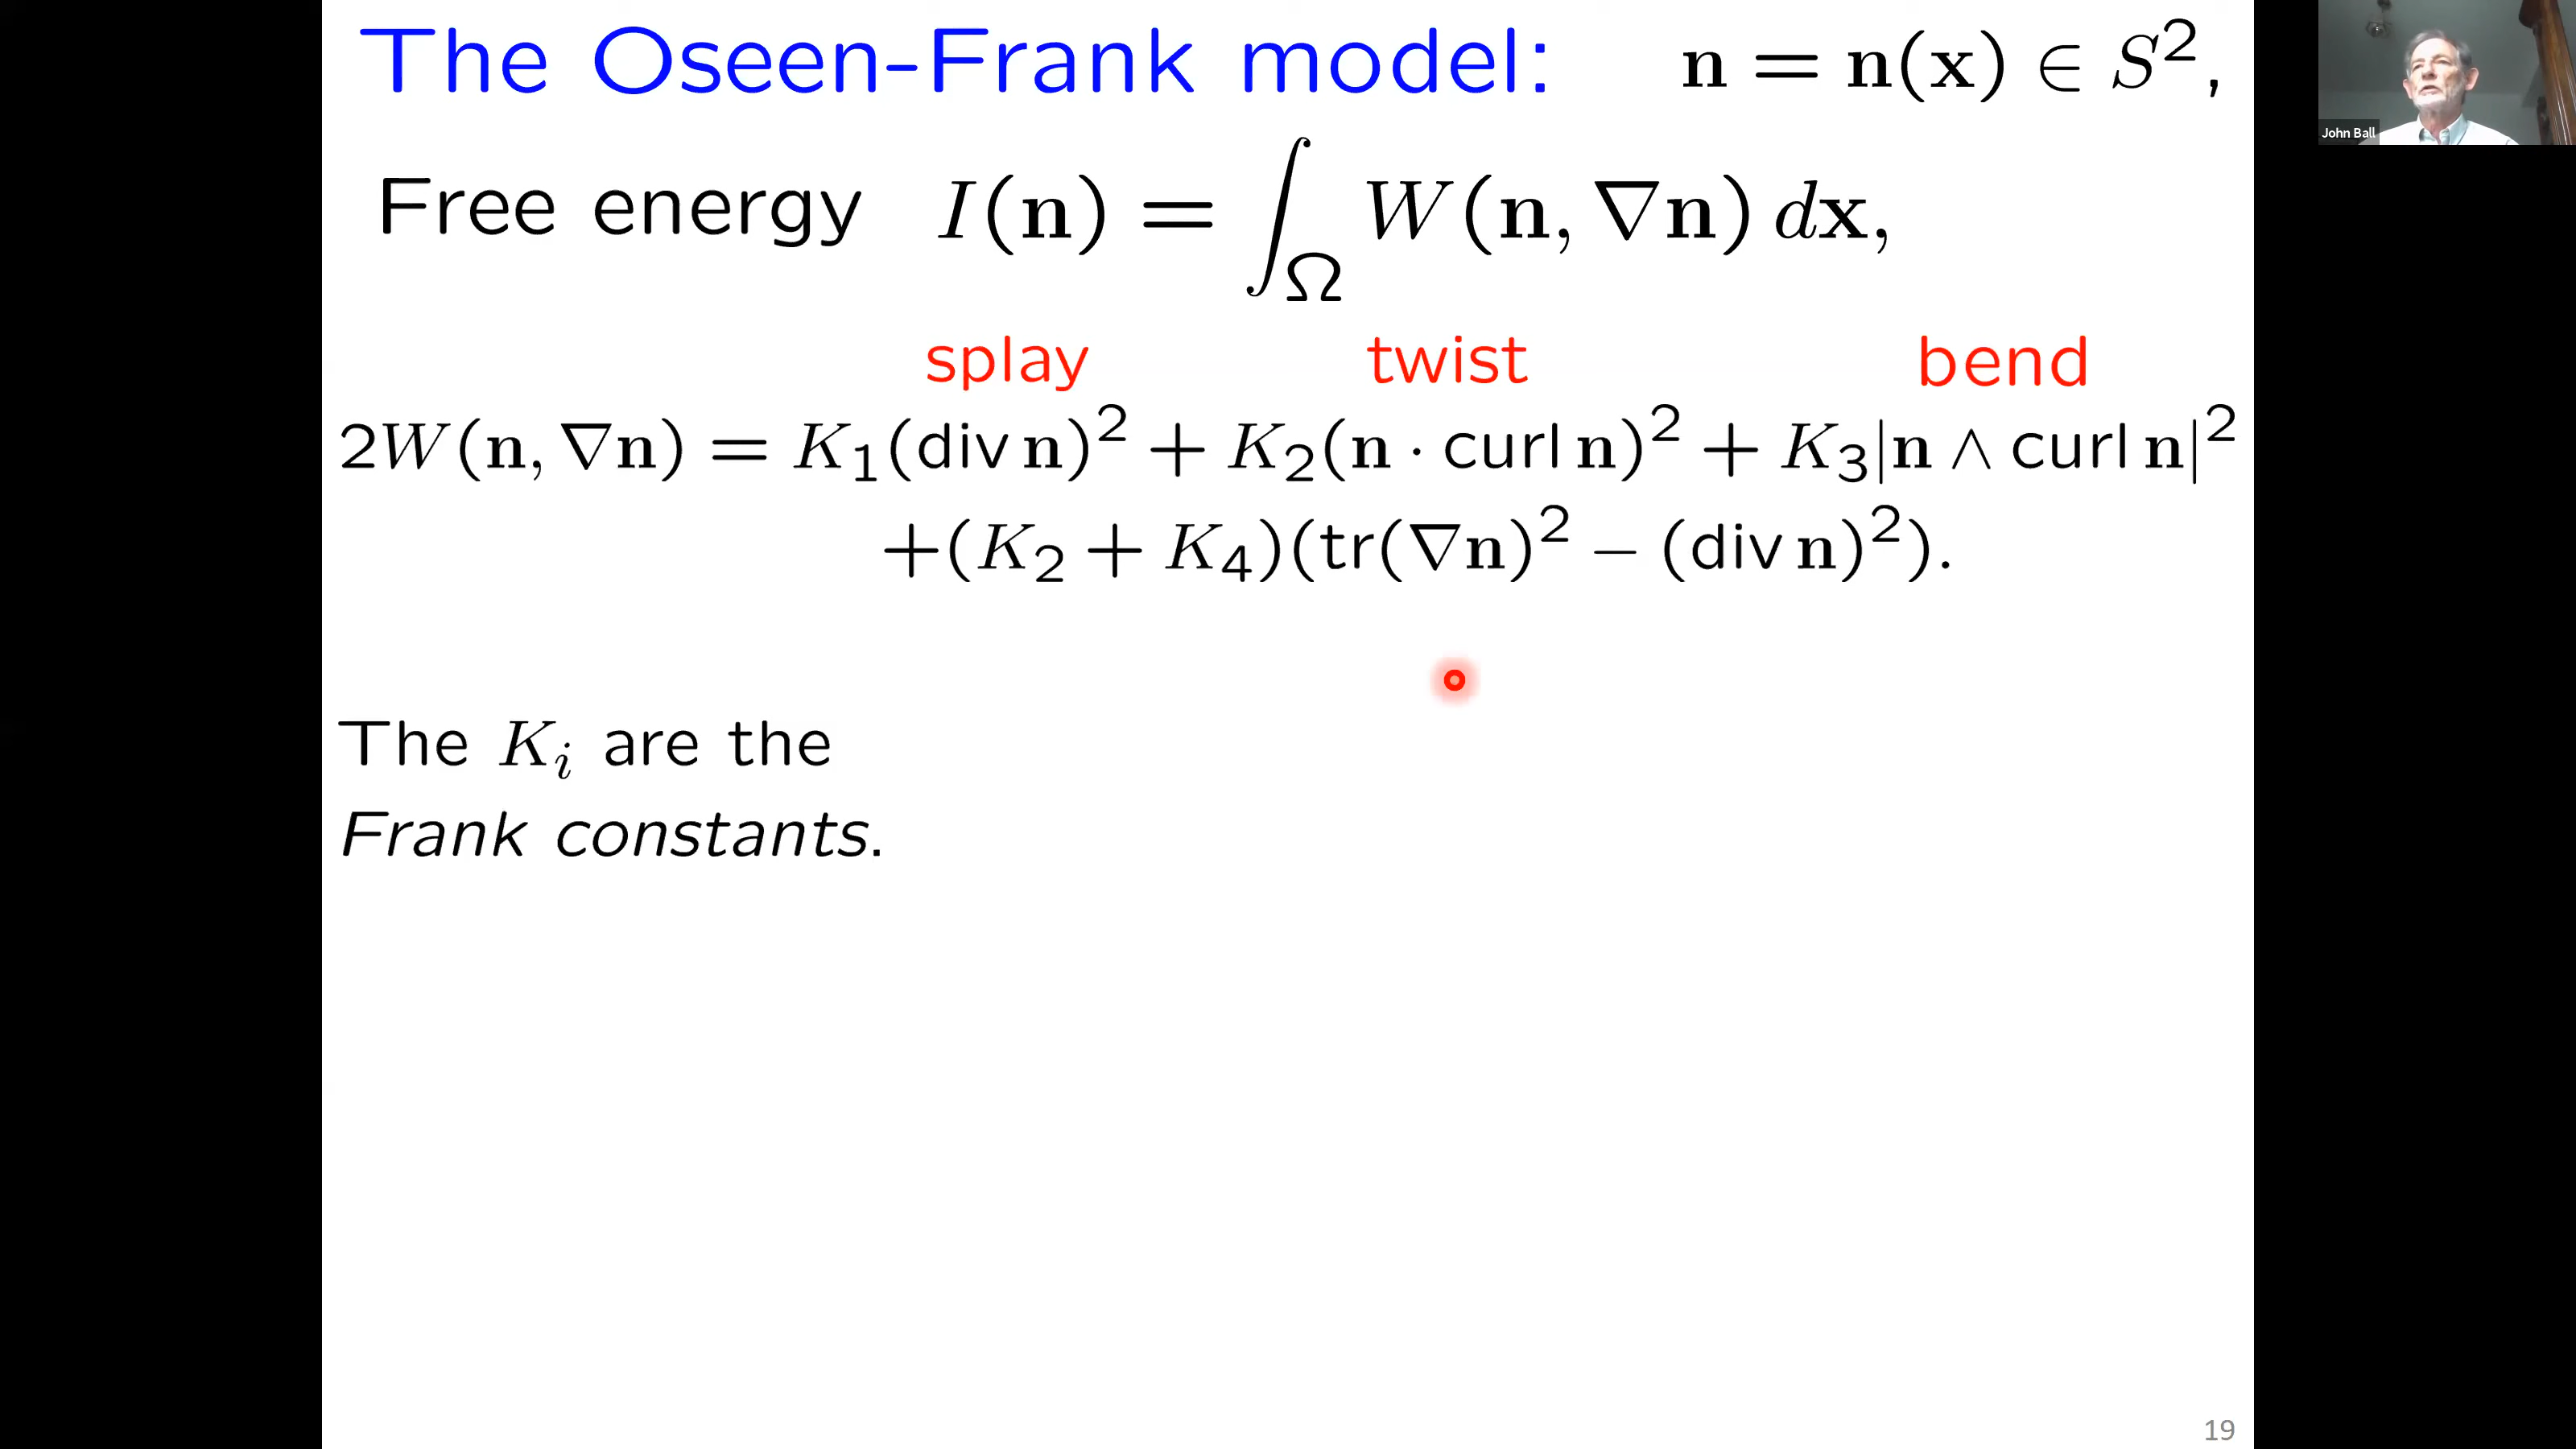 The Oseen-Frank model: n = n(x) ∈ S²,
John Ball
Free energy I(n) = ∫_Ω W(n, ∇n) dx,
splay twist bend
2W(n, ∇n) = K₁(div n)² + K₂(n · curl n)² + K₃|n ∧ curl n|²
+(K₂ + K₄)(tr(∇n)² − (div n)²).
The Kᵢ are the
Frank constants.
19